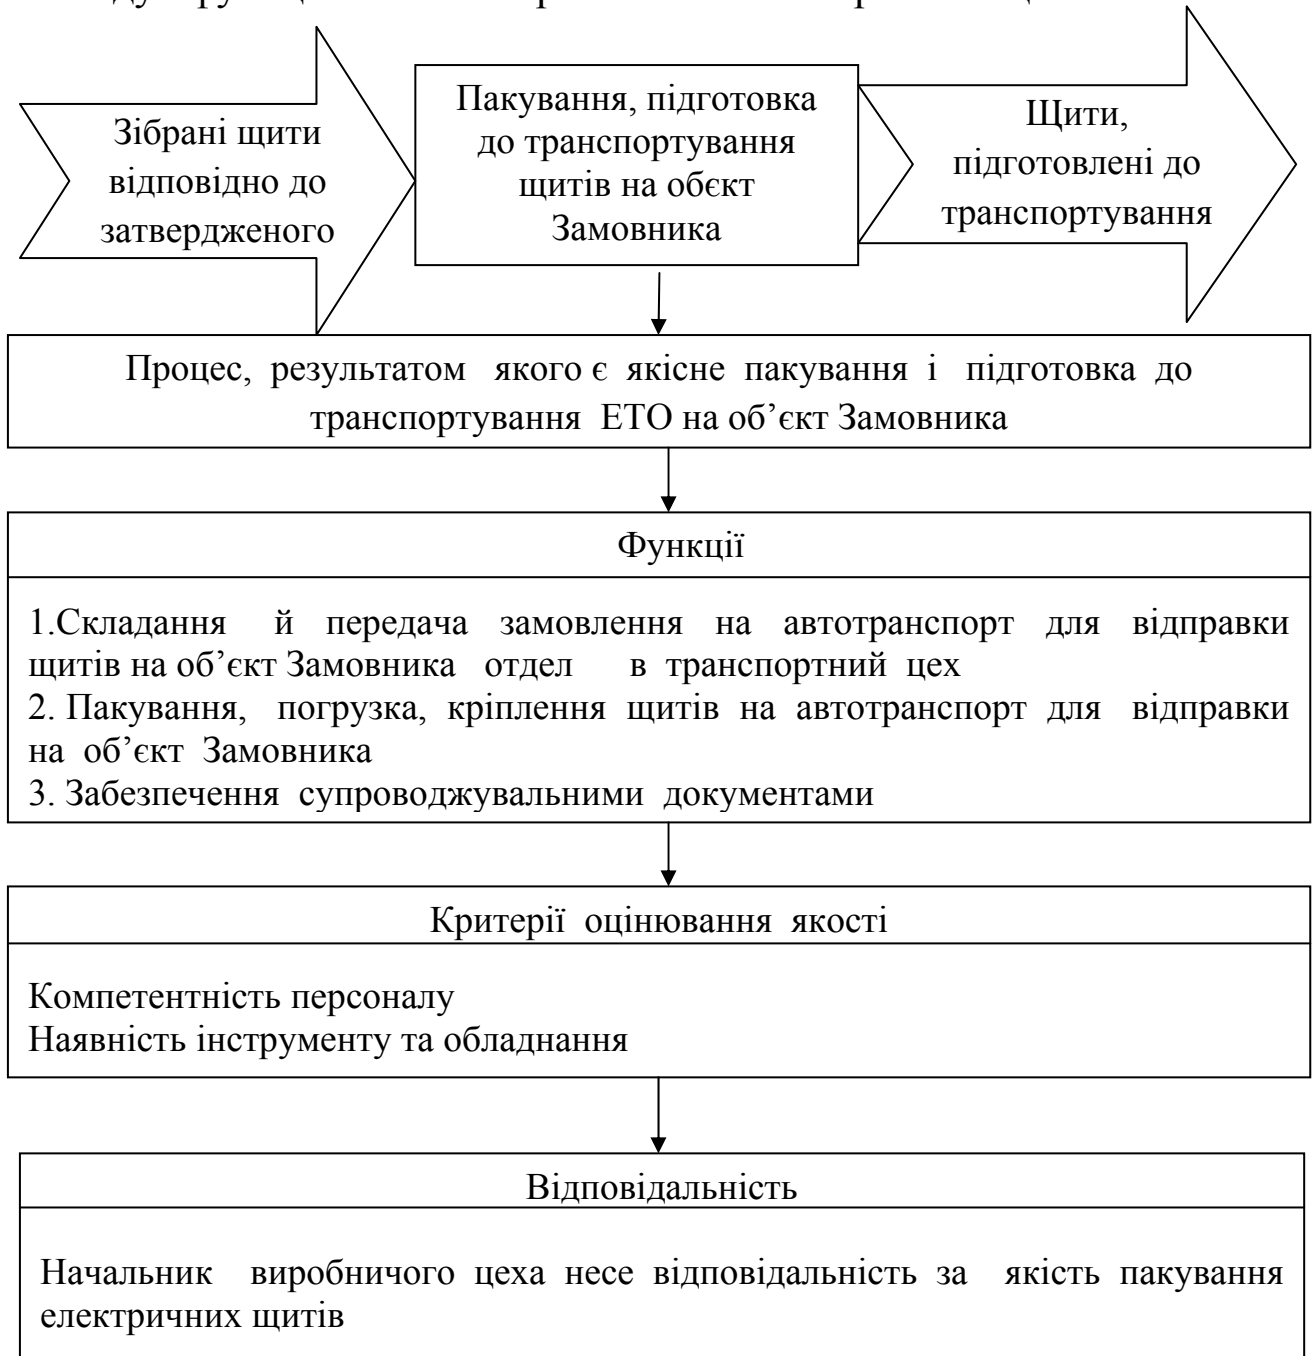 Зібрані щити
відповідно до
затвердженого
Пакування, підготовка
до транспортування
щитів на обєкт
Замовника
Щити,
підготовлені до
транспортування
Процес, результатом якого є якісне пакування і підготовка до
транспортування ЕТО на об’єкт Замовника
Функції
1.Складання й передача замовлення на автотранспорт для відправки
щитів на об’єкт Замовника отдел в транспортний цех
2. Пакування, погрузка, кріплення щитів на автотранспорт для відправки
на об’єкт Замовника
3. Забезпечення супроводжувальними документами
Критерії оцінювання якості
Компетентність персоналу
Наявність інструменту та обладнання
Відповідальність
Начальник виробничого цеха несе відповідальність за якість пакування
електричних щитів